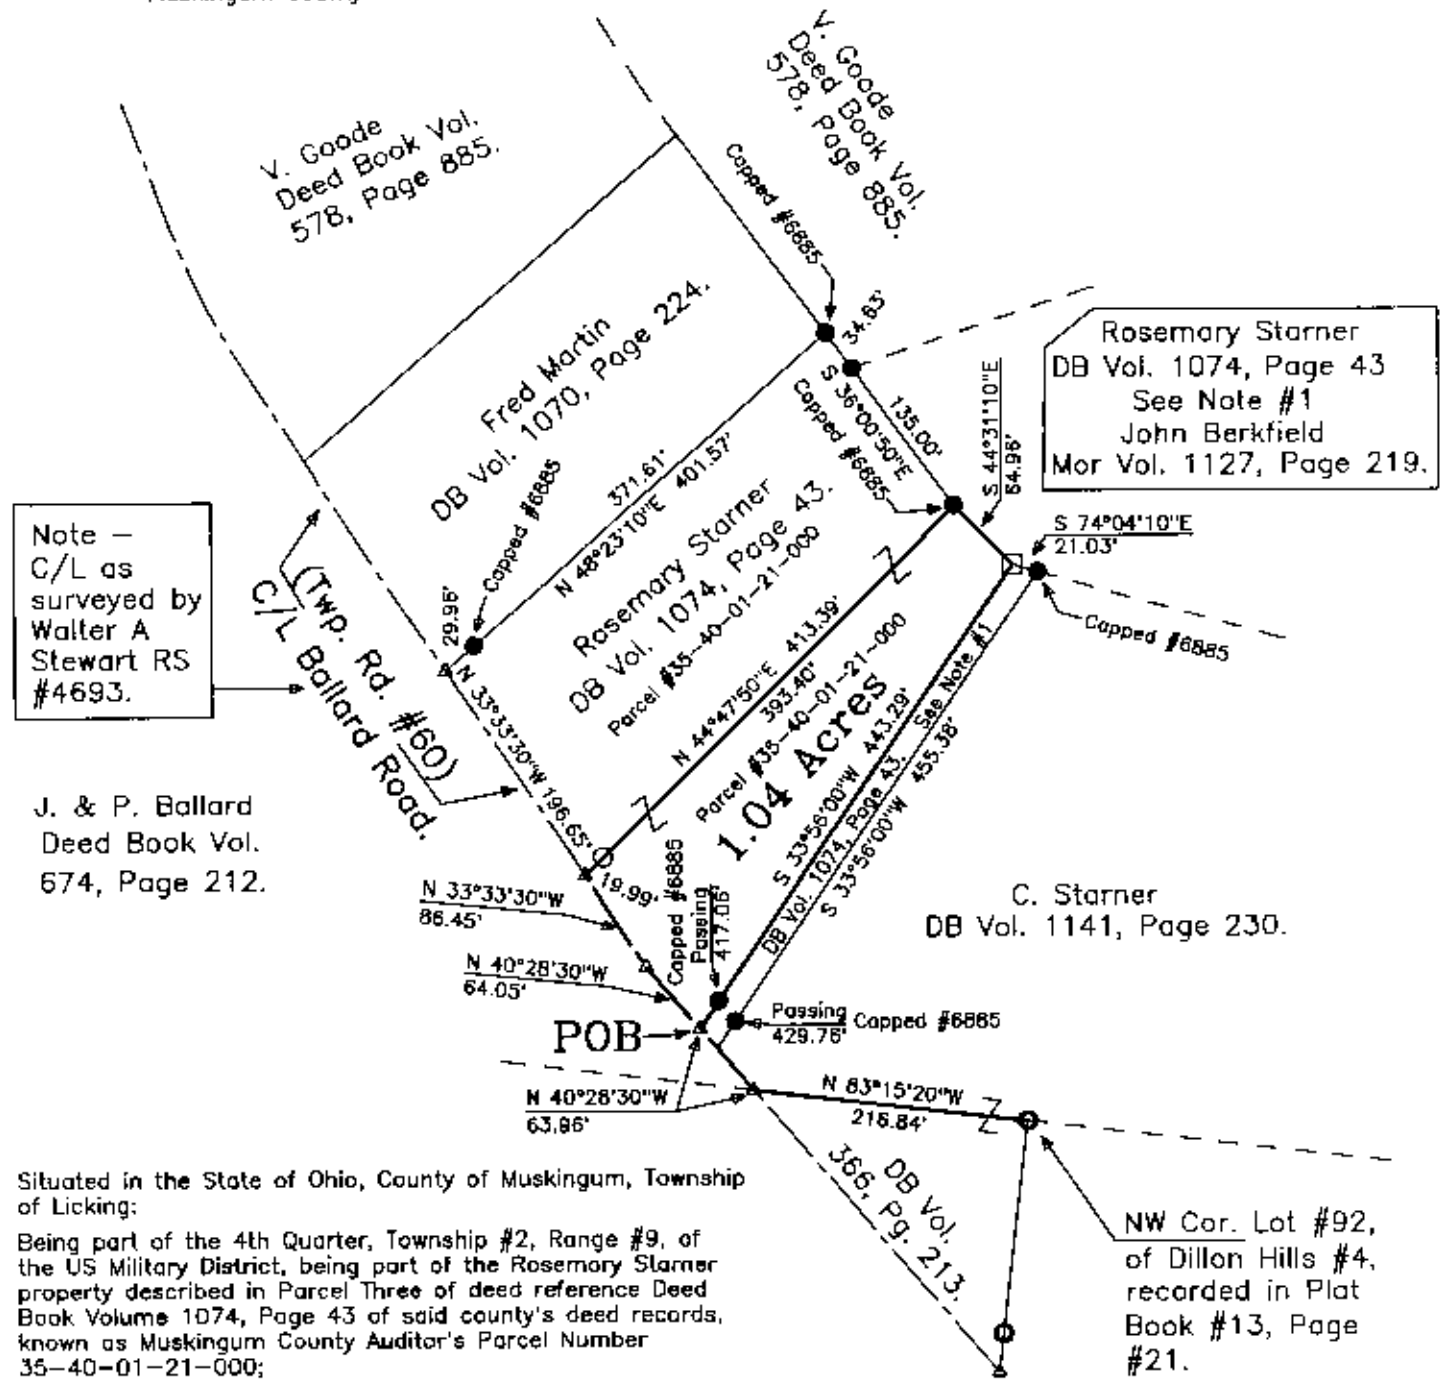 V. Goode
Deed Book Vol.
578, Page 885.
V. Goode
Deed Book Vol.
578, Page 885.
Capped #6885
34.63'
Fred Martin
DB Vol. 1070, Page 224.
S 36°00'50"E
135.00'
Capped #6885
S 44°31'10"E
64.96'
Rosemary Starner
DB Vol. 1074, Page 43
See Note #1
John Berkfield
Mor Vol. 1127, Page 219.
S 74°04'10"E
21.03'
Capped #6885
Note –
C/L as
surveyed by
Walter A
Stewart RS
#4693.
(Twp. Rd. #60)
C/L Ballard Road.
29.96'
Capped #6885
371.61'
N 48°23'10"E 401.57'
Rosemary Starner
DB Vol. 1074, Page 43.
Parcel #35-40-01-21-000
N 33°33'30"W 196.65'
N 44°47'50"E 413.39'
393.40'
Parcel #35-40-01-21-000
1.04 Acres
S 33°56'00"W 443.29'
DB Vol. 1074, Page 43. See Note #1
S 33°56'00"W 455.38'
J. & P. Ballard
Deed Book Vol.
674, Page 212.
19.99'
Capped #6885
Passing
417.06'
N 33°33'30"W
86.45'
N 40°28'30"W
64.05'
C. Starner
DB Vol. 1141, Page 230.
POB
Passing
429.76'
Capped #6885
N 40°28'30"W
63.96'
N 83°15'20"W
216.84'
DB Vol.
366, Pg. 213.
NW Cor. Lot #92,
of Dillon Hills #4,
recorded in Plat
Book #13, Page
#21.
Situated in the State of Ohio, County of Muskingum, Township
of Licking:
Being part of the 4th Quarter, Township #2, Range #9, of
the US Military District, being part of the Rosemary Starner
property described in Parcel Three of deed reference Deed
Book Volume 1074, Page 43 of said county's deed records,
known as Muskingum County Auditor's Parcel Number
35-40-01-21-000;